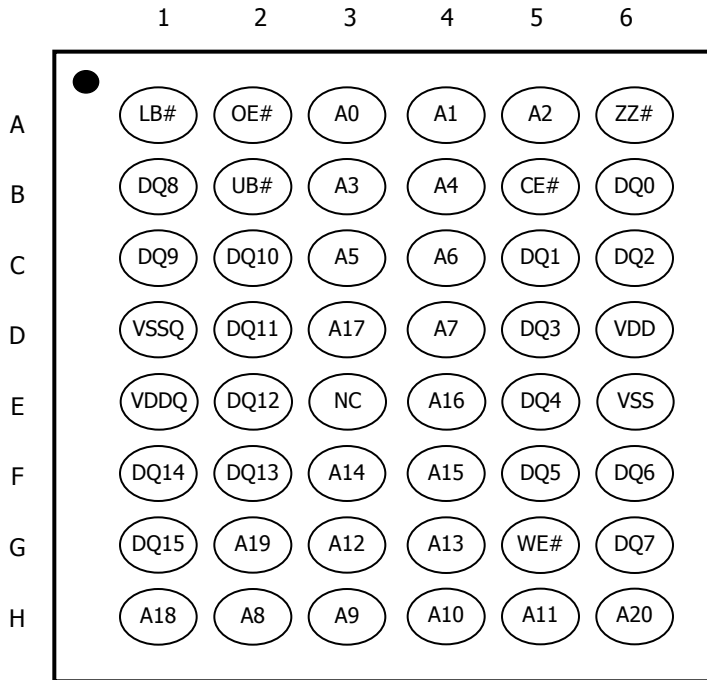 1 2 3 4 5 6
A LB# OE# A0 A1 A2 ZZ#
B DQ8 UB# A3 A4 CE# DQ0
C DQ9 DQ10 A5 A6 DQ1 DQ2
D VSSQ DQ11 A17 A7 DQ3 VDD
E VDDQ DQ12 NC A16 DQ4 VSS
F DQ14 DQ13 A14 A15 DQ5 DQ6
G DQ15 A19 A12 A13 WE# DQ7
H A18 A8 A9 A10 A11 A20